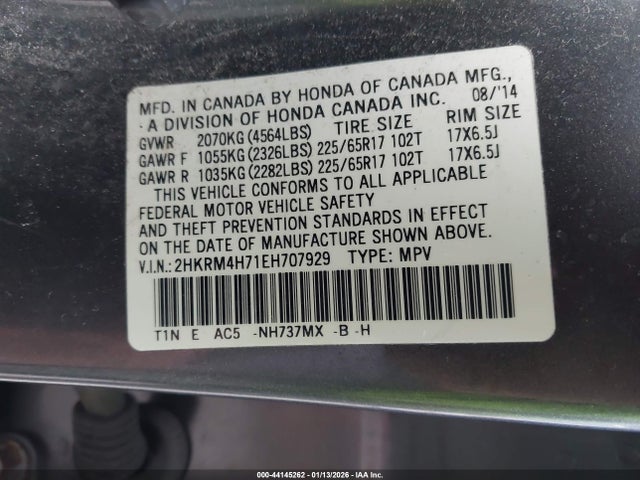 MFD. IN CANADA BY HONDA OF CANADA MFG.,
A DIVISION OF HONDA CANADA INC. 08/'14
GVWR 2070KG(4564LBS) TIRE SIZE RIM SIZE
GAWR F 1055KG(2326LBS) 225/65R17 102T 17X6.5J
GAWR R 1035KG(2282LBS) 225/65R17 102T 17X6.5J
THIS VEHICLE CONFORMS TO ALL APPLICABLE
FEDERAL MOTOR VEHICLE SAFETY
AND THEFT PREVENTION STANDARDS IN EFFECT
ON THE DATE OF MANUFACTURE SHOWN ABOVE.
V.I.N.: 2HKRM4H71EH707929 TYPE: MPV
T1N E AC5 -NH737MX -B -H
000-44145262 | 01/13/2026 | IAA Inc.